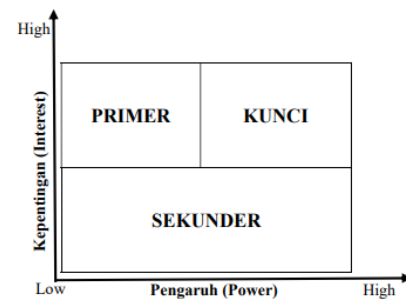 High
PRIMER
KUNCI
SEKUNDER
Kepentingan (Interest)
Low
Pengaruh (Power)
High